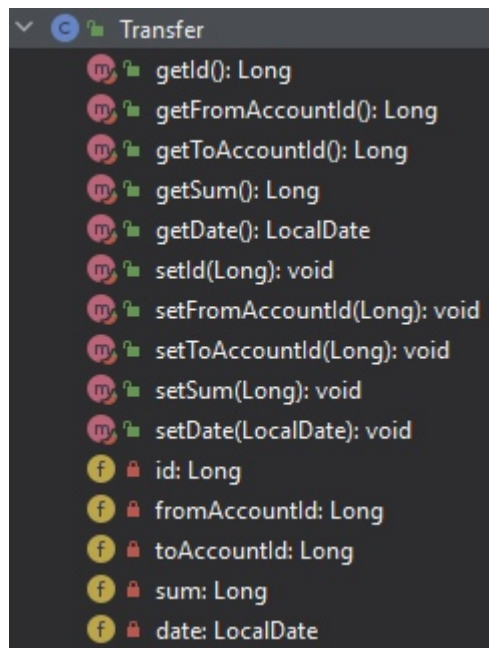 C Transfer
m getId(): Long
m getFromAccountId(): Long
m getToAccountId(): Long
m getSum(): Long
m getDate(): LocalDate
m setId(Long): void
m setFromAccountId(Long): void
m setToAccountId(Long): void
m setSum(Long): void
m setDate(LocalDate): void
f id: Long
f fromAccountId: Long
f toAccountId: Long
f sum: Long
f date: LocalDate